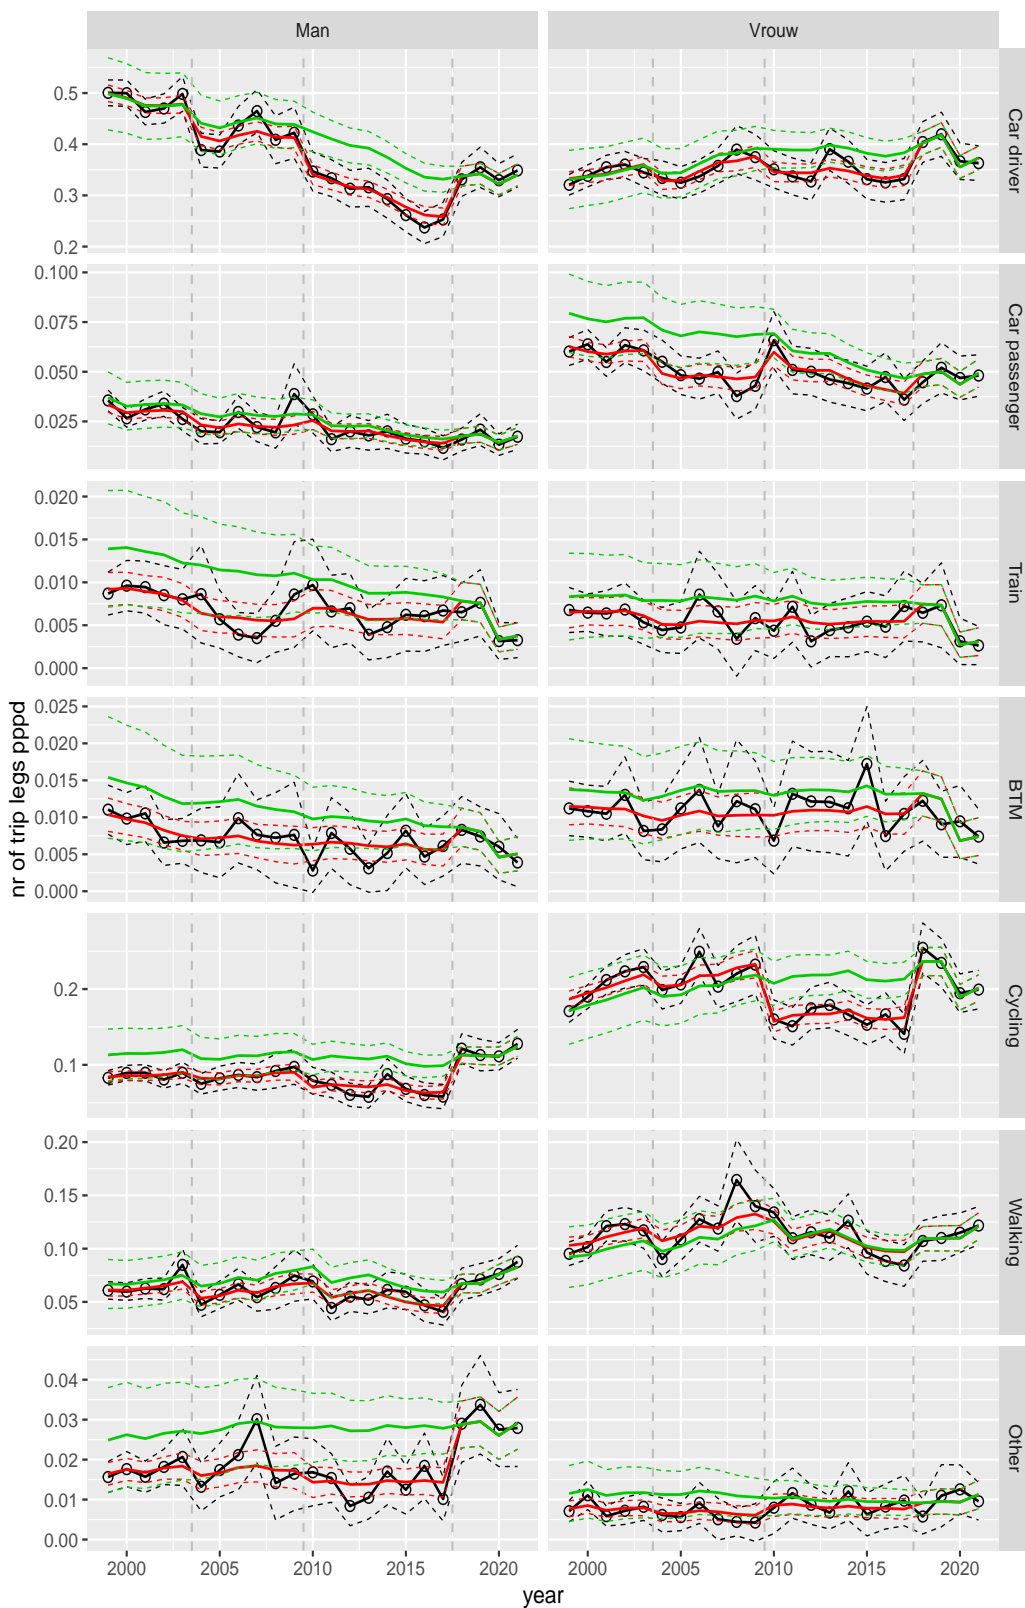 Man Vrouw
0.5
0.4
0.3
0.2
Car driver
0.100
0.075
0.050
0.025
Car passenger
0.020
0.015
0.010
0.005
0.000
Train
0.025
0.020
0.015
0.010
0.005
0.000
BTM
0.2
0.1
Cycling
0.20
0.15
0.10
0.05
Walking
0.04
0.03
0.02
0.01
0.00
Other
nr of trip legs pppd
2000 2005 2010 2015 2020 2000 2005 2010 2015 2020
year